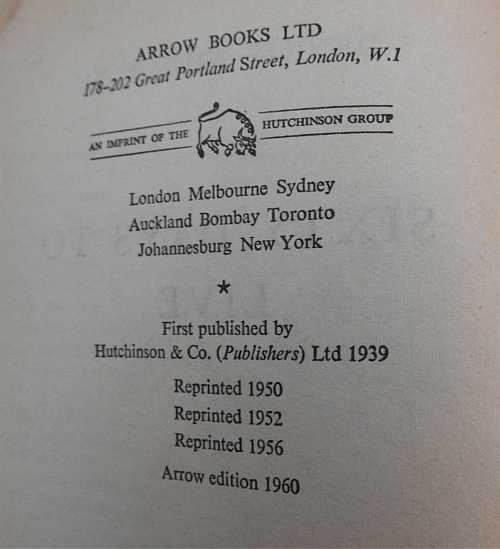 ARROW BOOKS LTD
178–202 Great Portland Street, London, W.1
AN IMPRINT OF THE HUTCHINSON GROUP
London Melbourne Sydney
Auckland Bombay Toronto
Johannesburg New York
*
First published by
Hutchinson & Co. (Publishers) Ltd 1939
Reprinted 1950
Reprinted 1952
Reprinted 1956
Arrow edition 1960